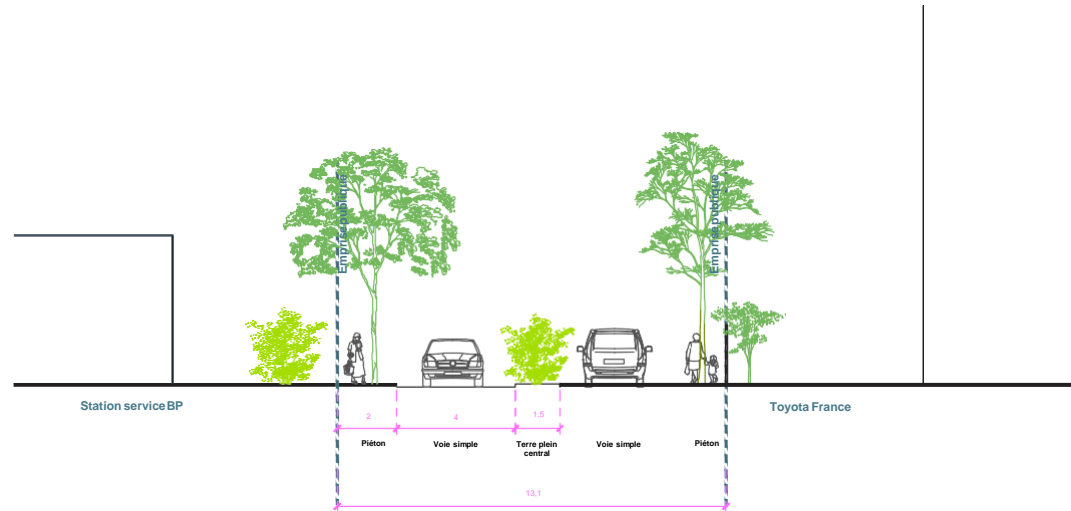 Emprise publique
Emprise publique
Station service BP
Toyota France
2
4
1.5
Piéton
Voie simple
Terre plein
central
Voie simple
Piéton
13.1